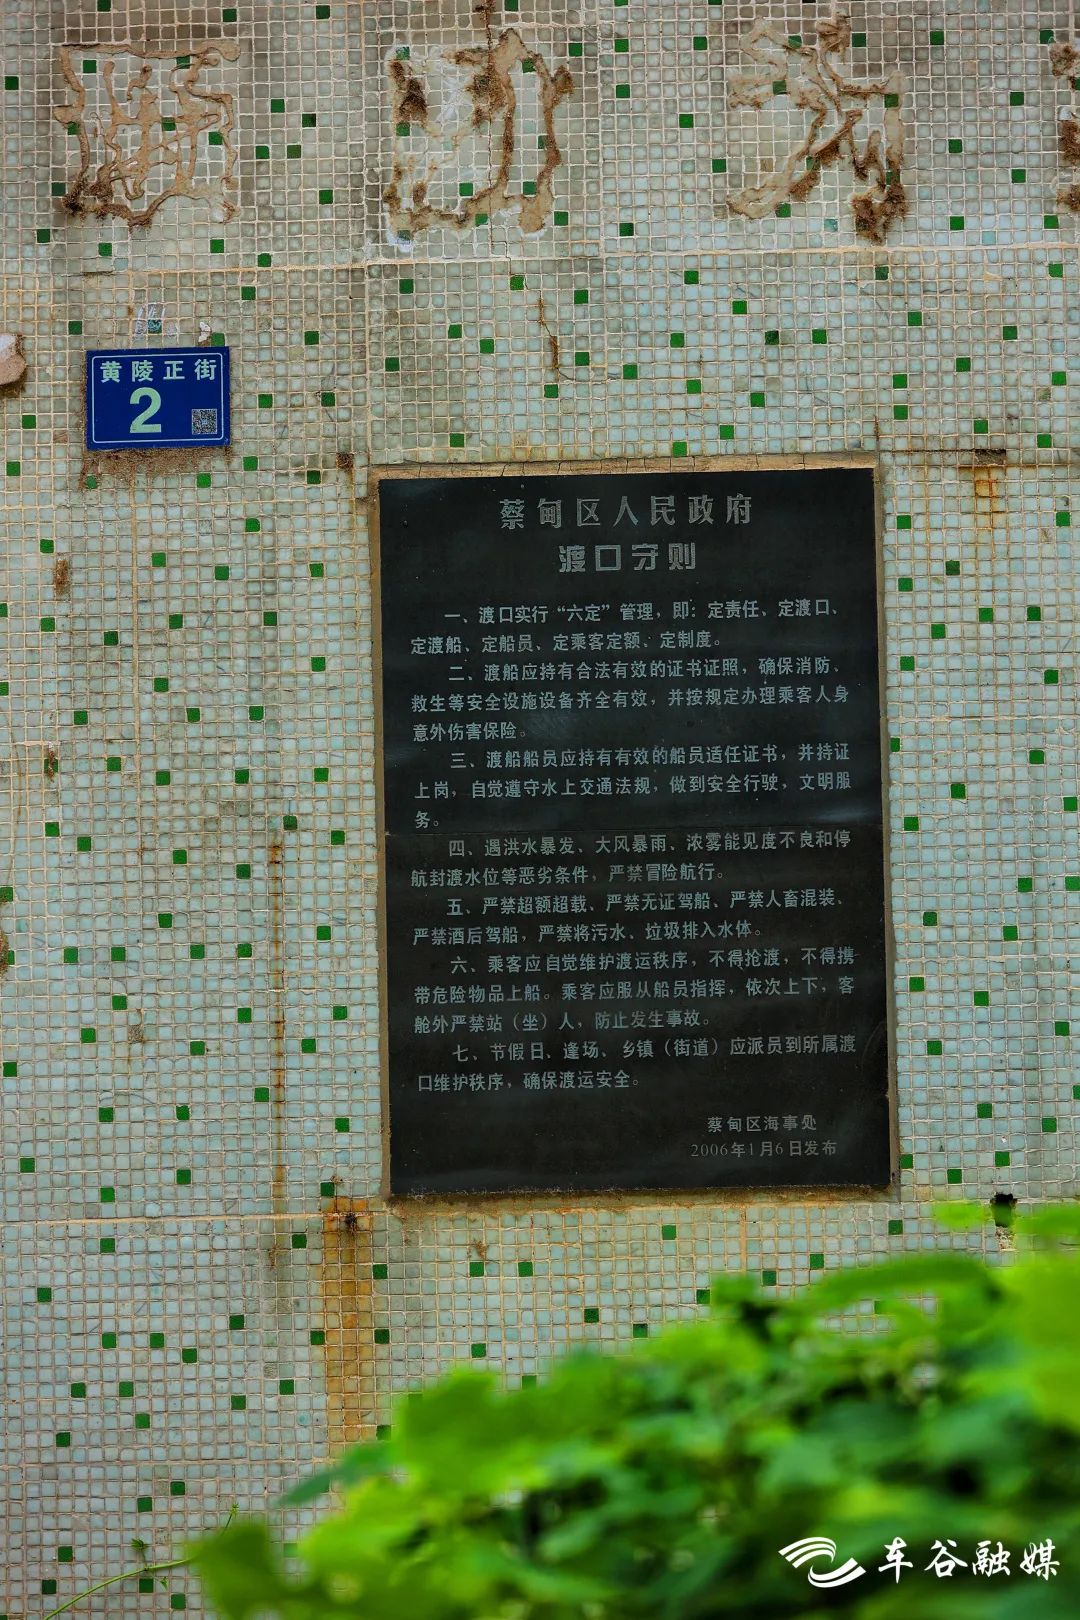 黄陵正街
2
蔡甸区人民政府
渡口守则
一、渡口实行“六定”管理，即：定责任、定渡口、
定渡船、定船员、定乘客定额、定制度。
二、渡船应持有合法有效的证书证照，确保消防、
救生等安全设施设备齐全有效，并按规定办理乘客人身
意外伤害保险。
三、渡船船员应持有有效的船员适任证书，并持证
上岗，自觉遵守水上交通法规，做到安全行驶，文明服
务。
四、遇洪水暴发、大风暴雨、浓雾能见度不良和停
航封渡水位等恶劣条件，严禁冒险航行。
五、严禁超额超载、严禁无证驾船、严禁人畜混装、
严禁酒后驾船，严禁将污水、垃圾排入水体。
六、乘客应自觉维护渡运秩序，不得抢渡，不得携
带危险物品上船。乘客应服从船员指挥，依次上下，客
舱外严禁站（坐）人，防止发生事故。
七、节假日、逢场、乡镇（街道）应派员到所属渡
口维护秩序，确保渡运安全。
蔡甸区海事处
2006年1月6日发布
车谷融媒